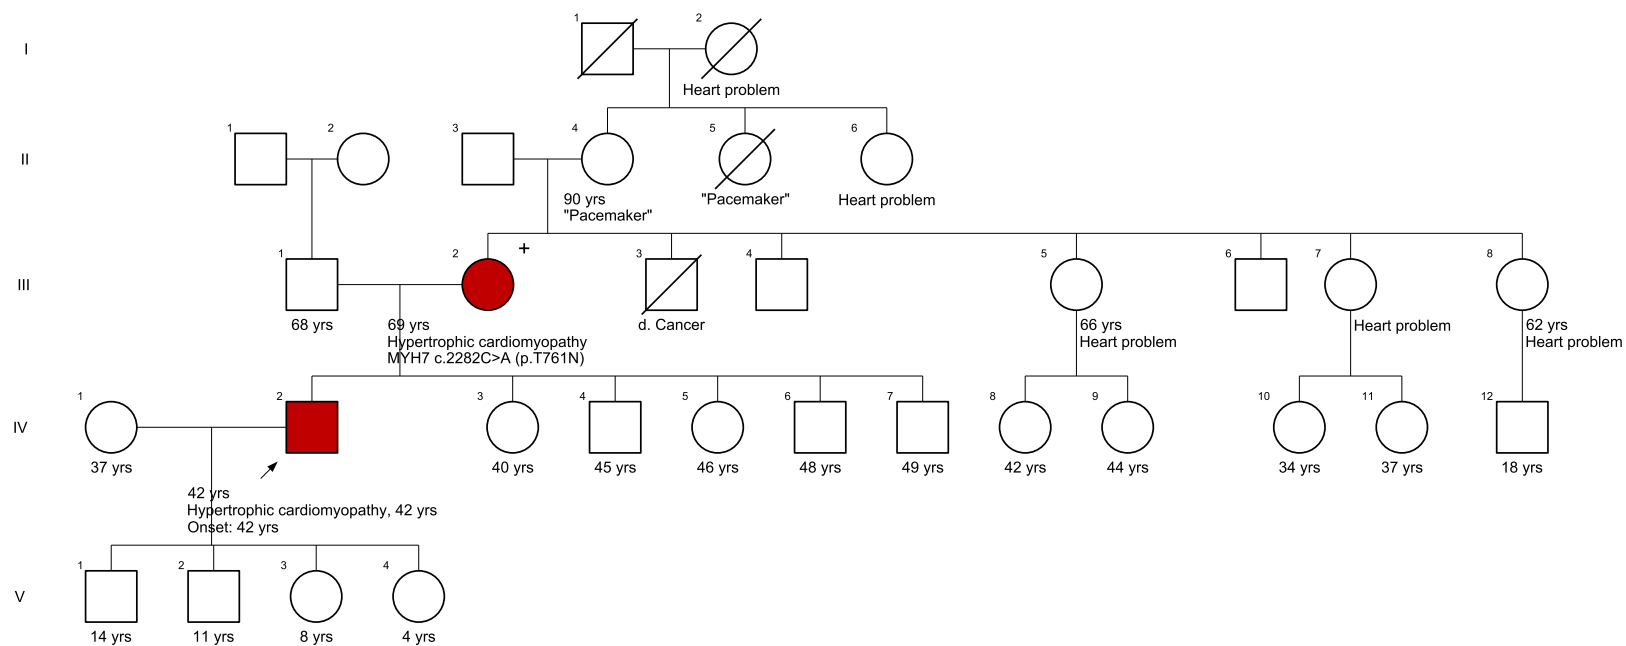 1 2
I
Heart problem
1 2 3 4 5 6
II
90 yrs
"Pacemaker"
"Pacemaker"
Heart problem
1 2 + 3 4 5 6 7 8
III
68 yrs
69 yrs
Hypertrophic cardiomyopathy
MYH7 c.2282C>A (p.T761N)
d. Cancer
66 yrs
Heart problem
Heart problem
62 yrs
Heart problem
1 2 3 4 5 6 7 8 9 10 11 12
IV
37 yrs 40 yrs 45 yrs 46 yrs 48 yrs 49 yrs 42 yrs 44 yrs 34 yrs 37 yrs 18 yrs
42 yrs
Hypertrophic cardiomyopathy, 42 yrs
Onset: 42 yrs
1 2 3 4
V
14 yrs 11 yrs 8 yrs 4 yrs